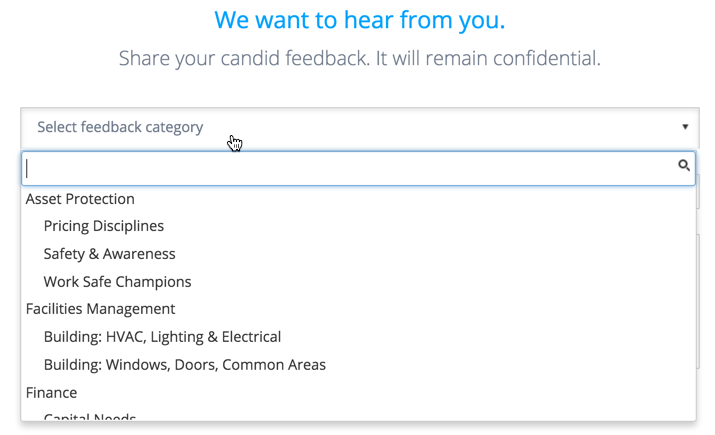 We want to hear from you.
Share your candid feedback. It will remain confidential.
Select feedback category
Asset Protection
Pricing Disciplines
Safety & Awareness
Work Safe Champions
Facilities Management
Building: HVAC, Lighting & Electrical
Building: Windows, Doors, Common Areas
Finance
Capital Needs